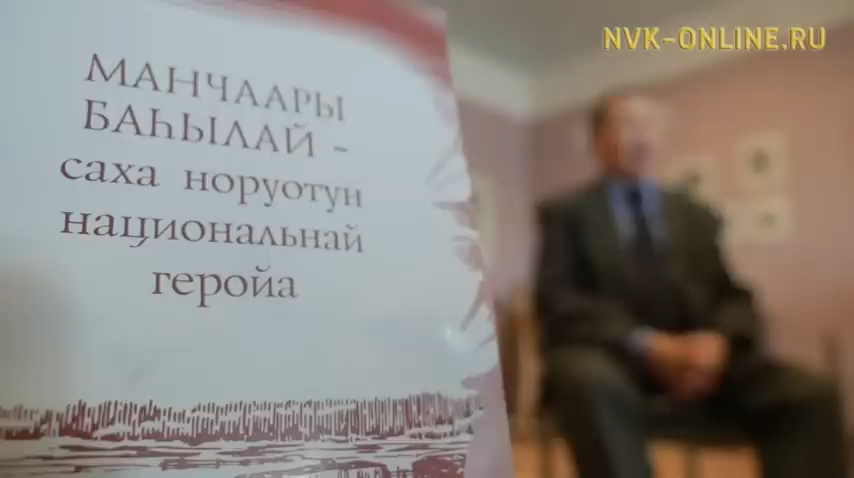 NVK-ONLINE.RU
МАНЧААРЫ
БАҺЫЛАЙ –
саха норуотун
национальнай
геройа